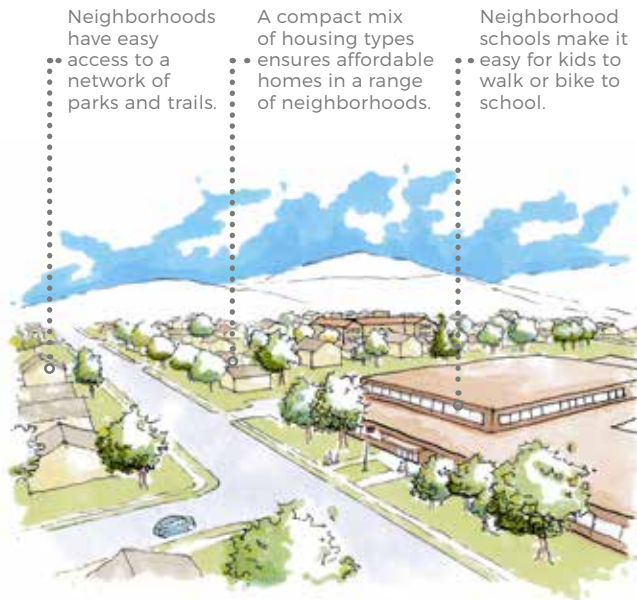 Neighborhoods
have easy
access to a
network of
parks and trails.
A compact mix
of housing types
ensures affordable
homes in a range
of neighborhoods.
Neighborhood
schools make it
easy for kids to
walk or bike to
school.